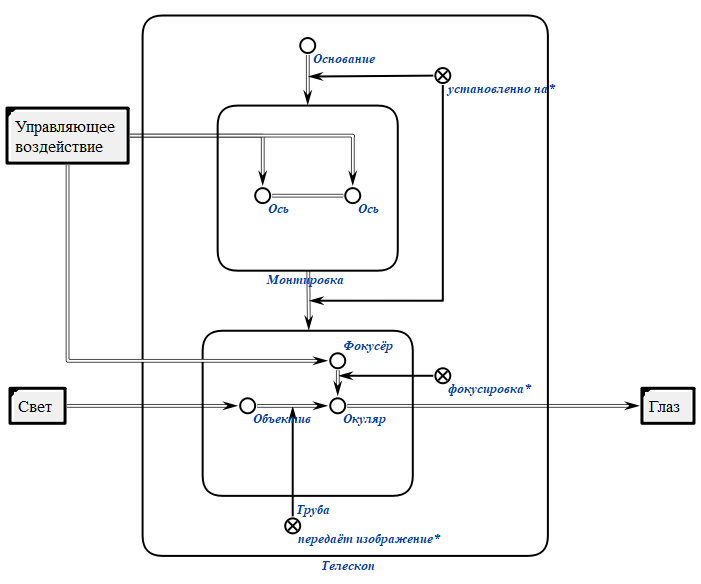 Основание
установленно на*
Управляющее
воздействие
Ось
Ось
Монтировка
Фокусёр
фокусировка*
Свет
Объектив
Окуляр
Глаз
Труба
передаёт изображение*
Телескоп